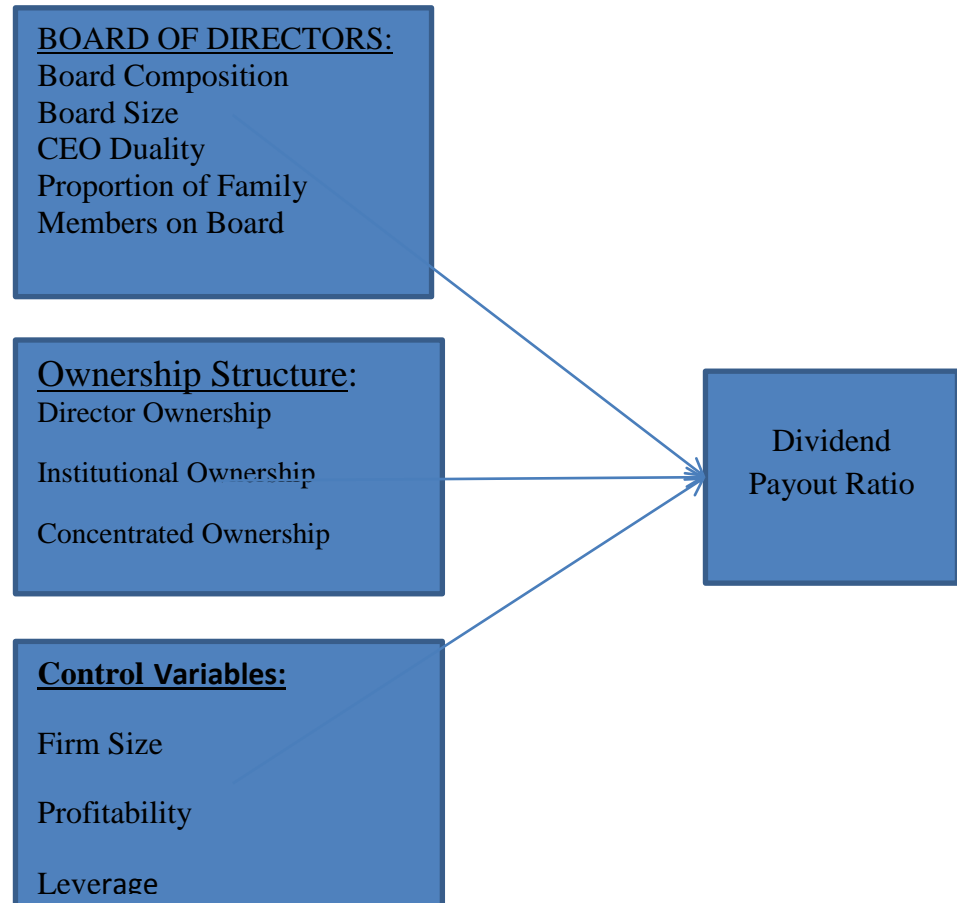 BOARD OF DIRECTORS:
Board Composition
Board Size
CEO Duality
Proportion of Family
Members on Board
Ownership Structure:
Director Ownership
Institutional Ownership
Concentrated Ownership
Control Variables:
Firm Size
Profitability
Leverage
Dividend
Payout Ratio